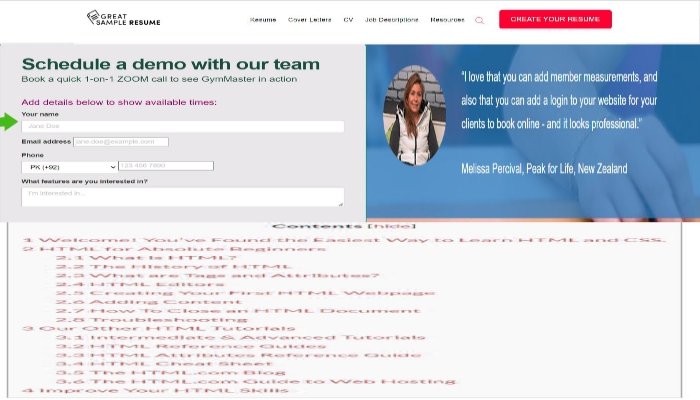 GREAT
SAMPLE RESUME
Resume Cover Letters CV Job Descriptions Resources CREATE YOUR RESUME
Schedule a demo with our team
Book a quick 1-on-1 ZOOM call to see GymMaster in action
Add details below to show available times:
Your name
Jane Doe
Email address jane.doe@example.com
Phone
PK (+92) 123 456 7890
What features are you interested in?
I'm interested in...
"I love that you can add member measurements, and
also that you can add a login to your website for your
clients to book online - and it looks professional."
Melissa Percival, Peak for Life, New Zealand
Contents [hide]
1 Welcome! You've Found the Easiest Way to Learn HTML and CSS.
2 HTML for Absolute Beginners
2.1 What Is HTML?
2.2 The History of HTML
2.3 What are Tags and Attributes?
2.4 HTML Editors
2.5 Creating Your First HTML Webpage
2.6 Adding Content
2.7 How To Close an HTML Document
2.8 Troubleshooting
3 Our Other HTML Tutorials
3.1 Intermediate & Advanced Tutorials
3.2 HTML Reference Guides
3.3 HTML Attributes Reference Guide
3.4 HTML Cheat Sheet
3.5 The HTML.com Blog
3.6 The HTML.com Guide to Web Hosting
4 Improve Your HTML Skills